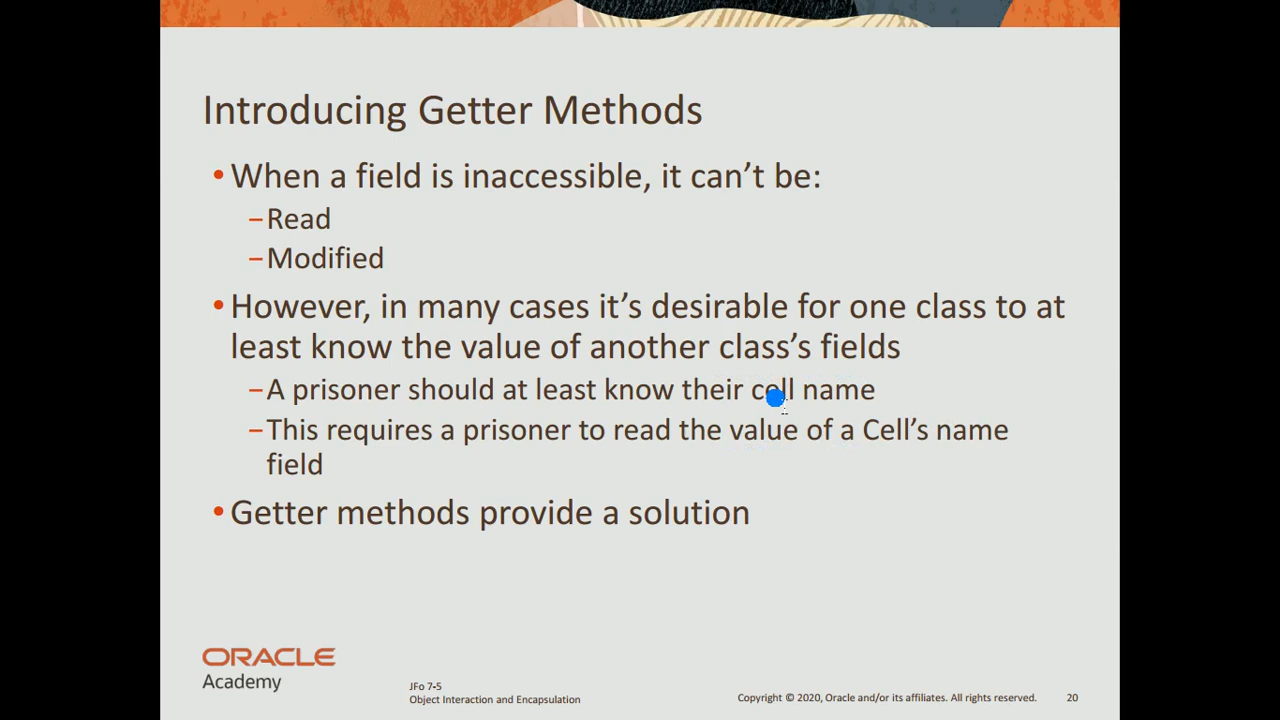 Introducing Getter Methods
•When a field is inaccessible, it can’t be:
–Read
–Modified
•However, in many cases it’s desirable for one class to at
least know the value of another class’s fields
–A prisoner should at least know their cell name
–This requires a prisoner to read the value of a Cell’s name
field
•Getter methods provide a solution
ORACLE
Academy
JFo 7-5
Object Interaction and Encapsulation
Copyright © 2020, Oracle and/or its affiliates. All rights reserved.
20